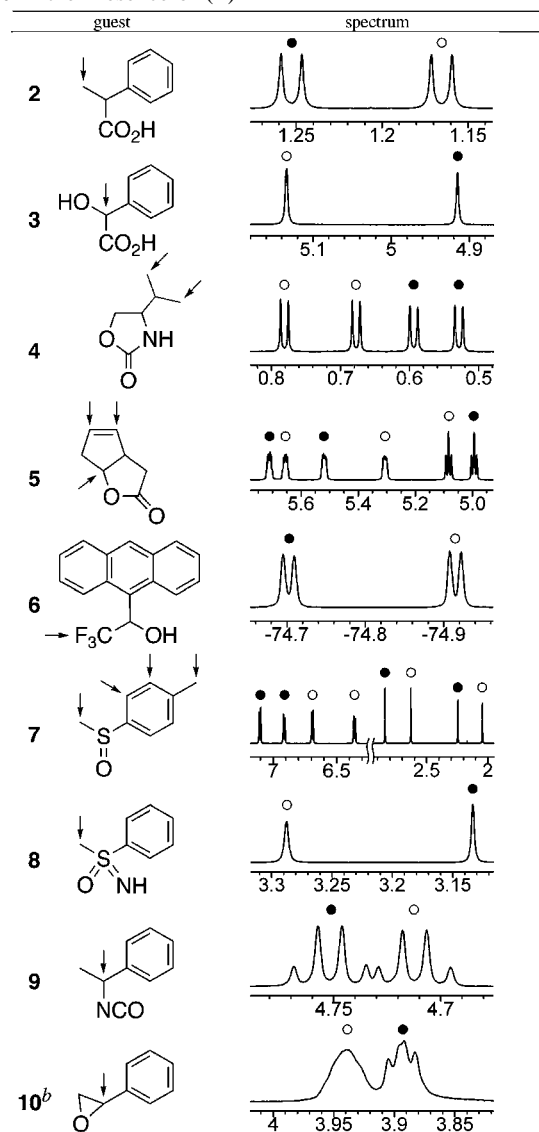 guest spectrum
2
CO₂H
1.25 1.2 1.15
3 HO
CO₂H
5.1 5 4.9
4 O NH
O
0.8 0.7 0.6 0.5
5 O O
5.6 5.4 5.2 5.0
6
F₃C OH
-74.7 -74.8 -74.9
7 S
O
7 6.5 2.5 2
8 S
O NH
3.3 3.25 3.2 3.15
9
NCO
4.75 4.7
10ᵇ O
4 3.95 3.9 3.85